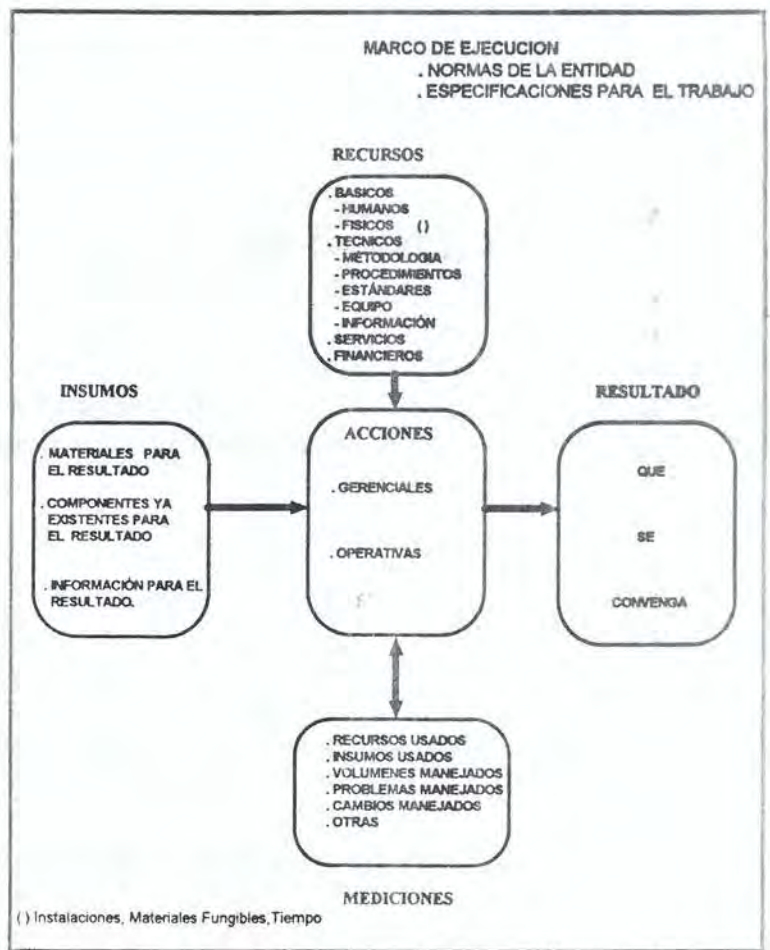 MARCO DE EJECUCION
. NORMAS DE LA ENTIDAD
. ESPECIFICACIONES PARA EL TRABAJO
RECURSOS
. BASICOS
- HUMANOS
- FISICOS ()
. TECNICOS
- METODOLOGIA
- PROCEDIMIENTOS
- ESTÁNDARES
- EQUIPO
- INFORMACIÓN
. SERVICIOS
. FINANCIEROS
INSUMOS
. MATERIALES PARA
EL RESULTADO
. COMPONENTES YA
EXISTENTES PARA
EL RESULTADO
. INFORMACIÓN PARA EL
RESULTADO.
ACCIONES
. GERENCIALES
. OPERATIVAS
RESULTADO
QUE
SE
CONVENGA
. RECURSOS USADOS
. INSUMOS USADOS
. VOLUMENES MANEJADOS
. PROBLEMAS MANEJADOS
. CAMBIOS MANEJADOS
. OTRAS
MEDICIONES
( ) Instalaciones, Materiales Fungibles, Tiempo